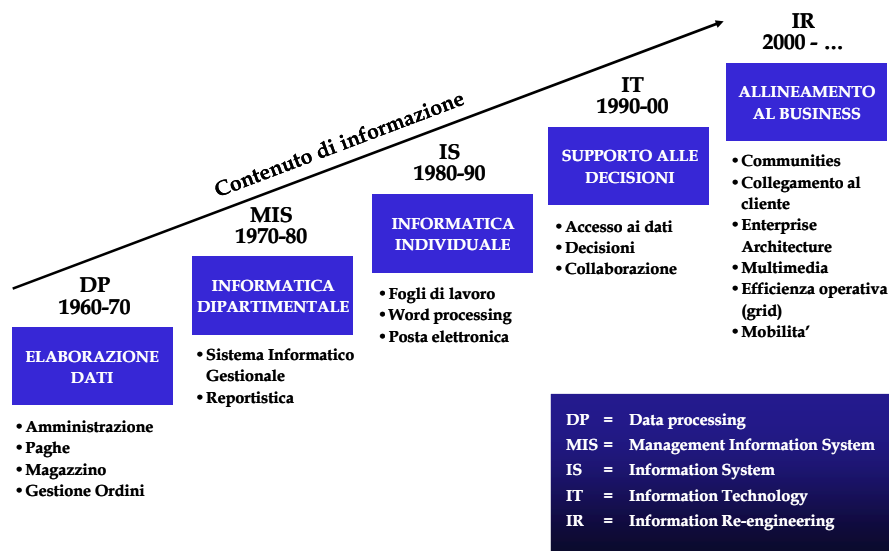 Contenuto di informazione
DP
1960-70
ELABORAZIONE
DATI
• Amministrazione
• Paghe
• Magazzino
• Gestione Ordini
MIS
1970-80
INFORMATICA
DIPARTIMENTALE
• Sistema Informatico
Gestionale
• Reportistica
IS
1980-90
INFORMATICA
INDIVIDUALE
• Fogli di lavoro
• Word processing
• Posta elettronica
IT
1990-00
SUPPORTO ALLE
DECISIONI
• Accesso ai dati
• Decisioni
• Collaborazione
IR
2000 - ...
ALLINEAMENTO
AL BUSINESS
• Communities
• Collegamento al
cliente
• Enterprise
Architecture
• Multimedia
• Efficienza operativa
(grid)
• Mobilita’
DP = Data processing
MIS = Management Information System
IS = Information System
IT = Information Technology
IR = Information Re-engineering